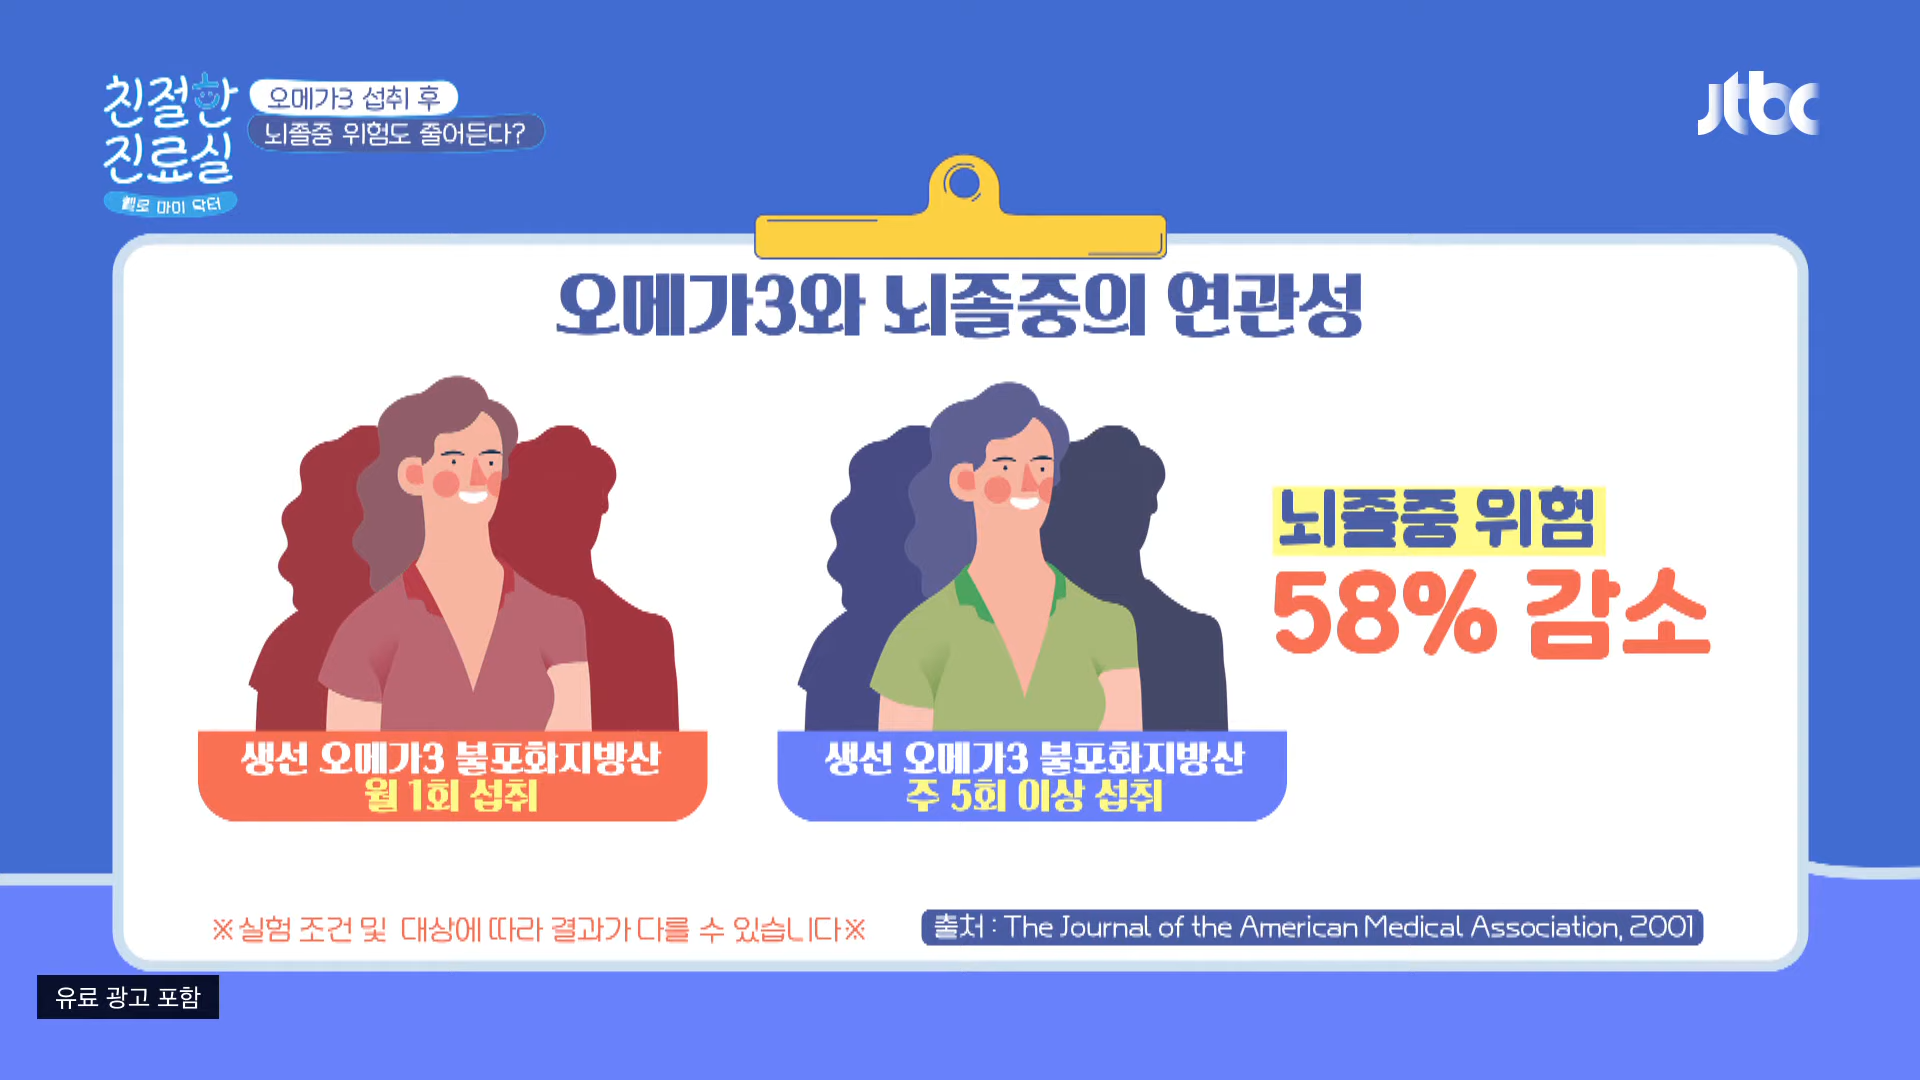 친절한
진료실
헬로 마이 닥터
오메가3 섭취 후
뇌졸중 위험도 줄어든다?
jtbc
오메가3와 뇌졸중의 연관성
뇌졸중 위험
58% 감소
생선 오메가3 불포화지방산
월 1회 섭취
생선 오메가3 불포화지방산
주 5회 이상 섭취
※실험 조건 및 대상에 따라 결과가 다를 수 있습니다※
출처 : The Journal of the American Medical Association, 2001
유료 광고 포함